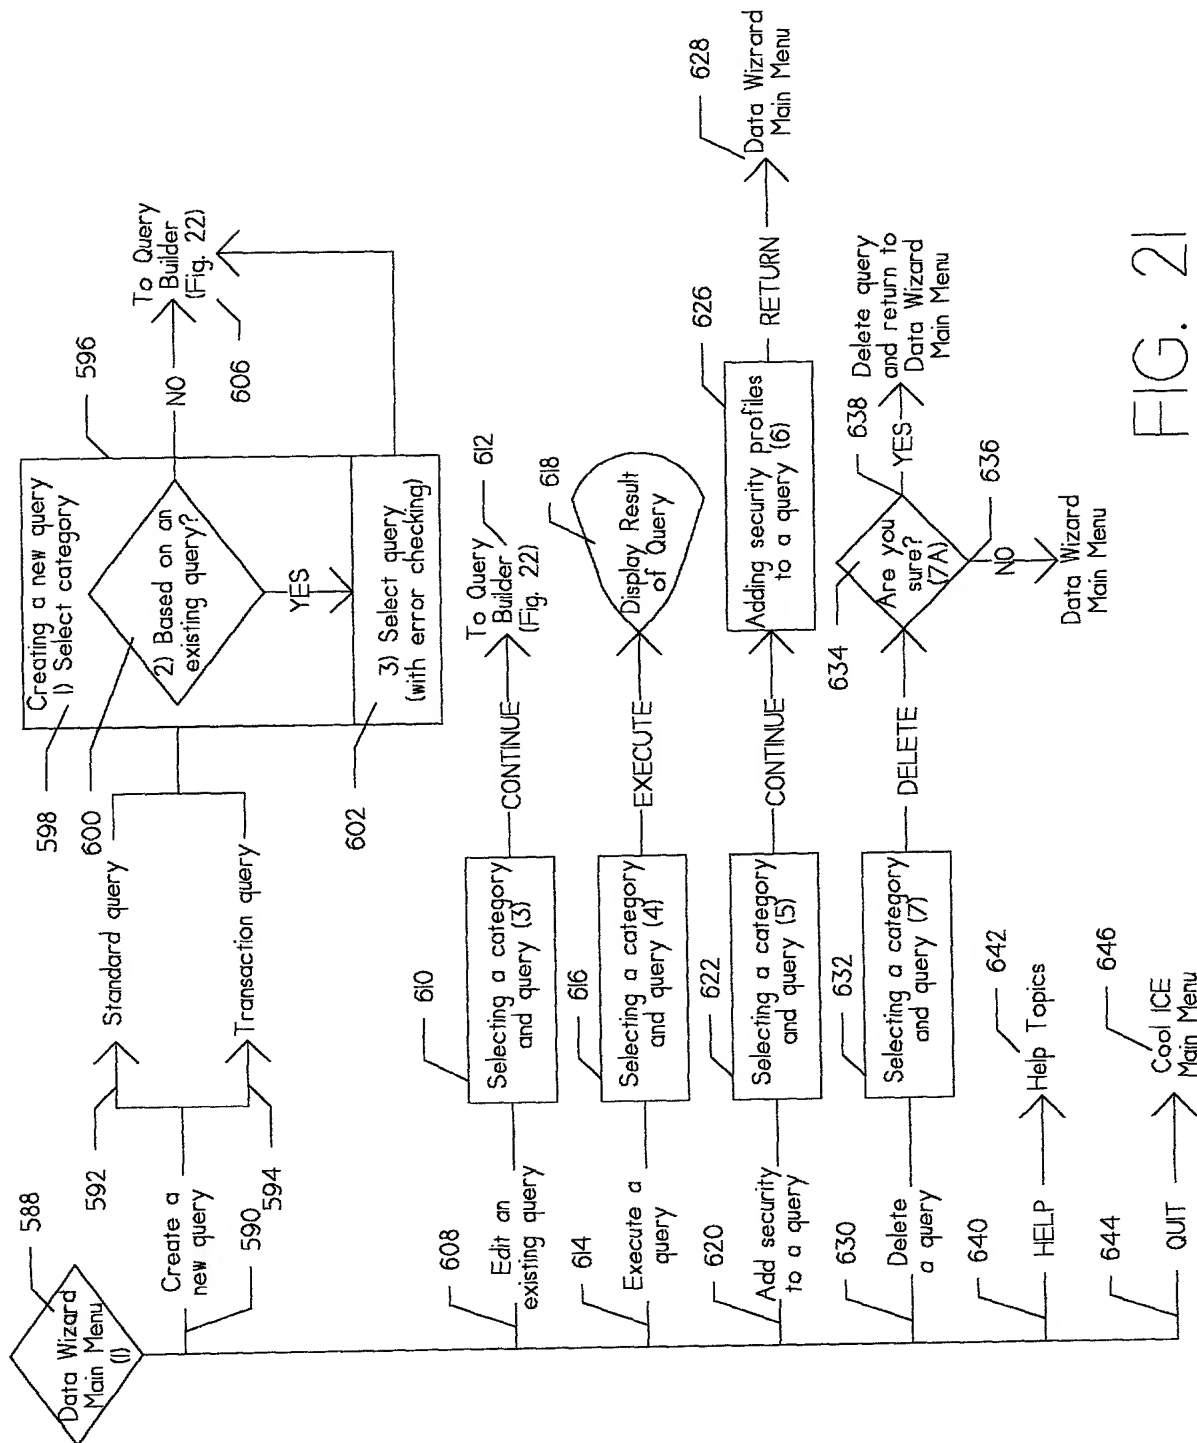 588
Data Wizard
Main Menu
(1)
590
Create a
new query
592
Standard query
594
Transaction query
596
598
Creating a new query
1) Select category
600
2) Based on an
existing query?
NO
To Query
Builder
(Fig. 22)
606
YES
602
3) Select query
(with error checking)
608
Edit an
existing query
610
Selecting a category
and query (3)
CONTINUE
To Query
Builder
(Fig. 22)
612
614
Execute a
query
616
Selecting a category
and query (4)
EXECUTE
Display Result
of Query
618
620
Add security
to a query
622
Selecting a category
and query (5)
CONTINUE
Adding security profiles
to a query (6)
626
RETURN
Data Wizrard
Main Menu
628
630
Delete
a query
632
Selecting a category
and query (7)
DELETE
634
Are you
sure?
(7A)
YES
638
Delete query
and return to
Data Wizard
Main Menu
NO
636
Data Wizard
Main Menu
640
HELP
Help Topics
642
644
QUIT
Cool ICE
Main Menu
646
FIG. 21